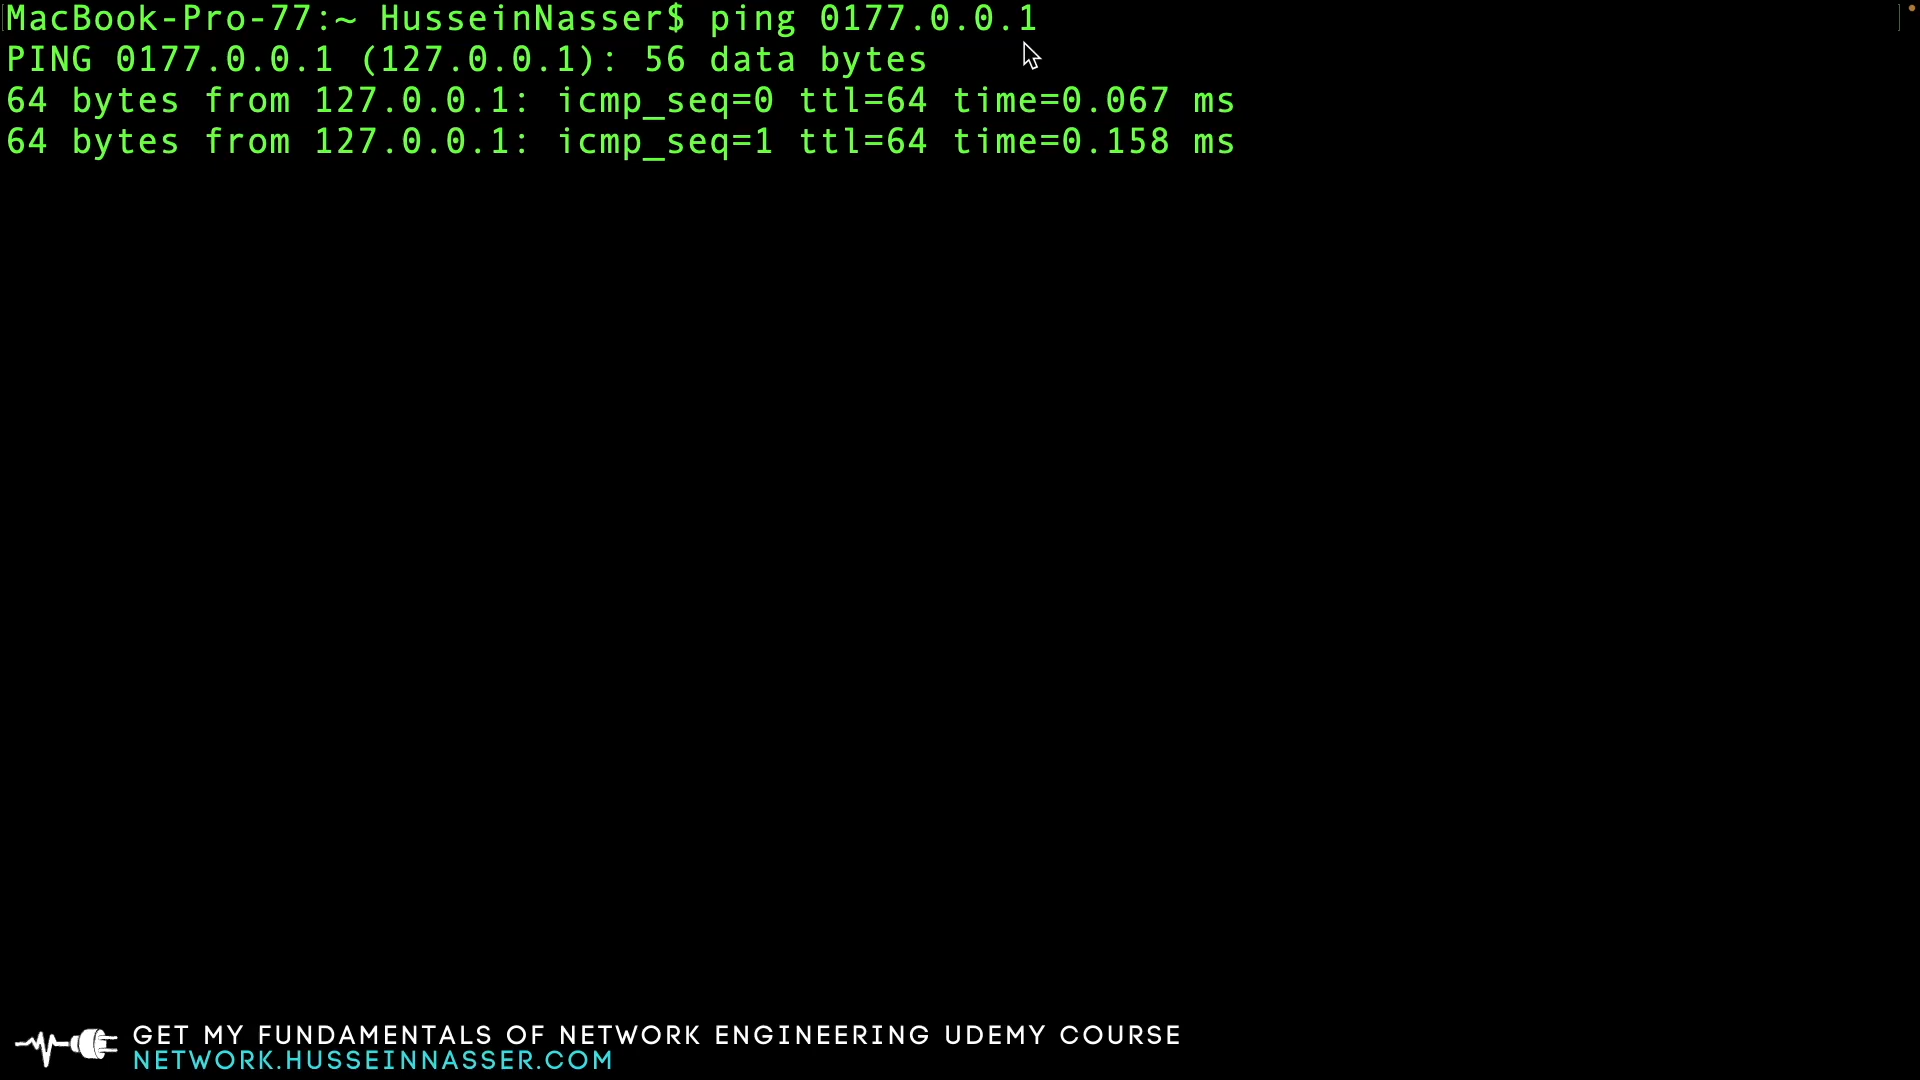 MacBook-Pro-77:~ HusseinNasser$ ping 0177.0.0.1
PING 0177.0.0.1 (127.0.0.1): 56 data bytes
64 bytes from 127.0.0.1: icmp_seq=0 ttl=64 time=0.067 ms
64 bytes from 127.0.0.1: icmp_seq=1 ttl=64 time=0.158 ms
GET MY FUNDAMENTALS OF NETWORK ENGINEERING UDEMY COURSE
NETWORK.HUSSEINNASSER.COM